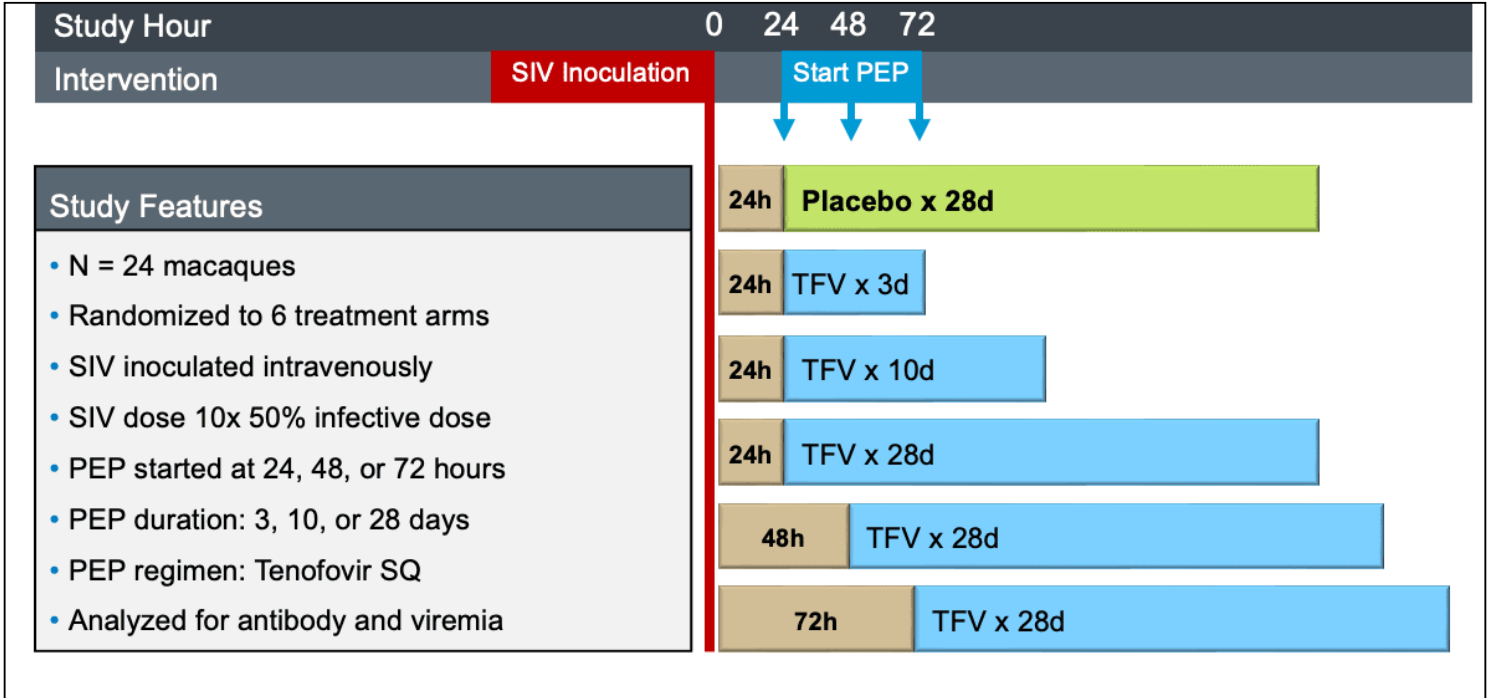 Study Hour 0 24 48 72
Intervention SIV Inoculation Start PEP
Study Features
• N = 24 macaques
• Randomized to 6 treatment arms
• SIV inoculated intravenously
• SIV dose 10x 50% infective dose
• PEP started at 24, 48, or 72 hours
• PEP duration: 3, 10, or 28 days
• PEP regimen: Tenofovir SQ
• Analyzed for antibody and viremia
24h Placebo x 28d
24h TFV x 3d
24h TFV x 10d
24h TFV x 28d
48h TFV x 28d
72h TFV x 28d